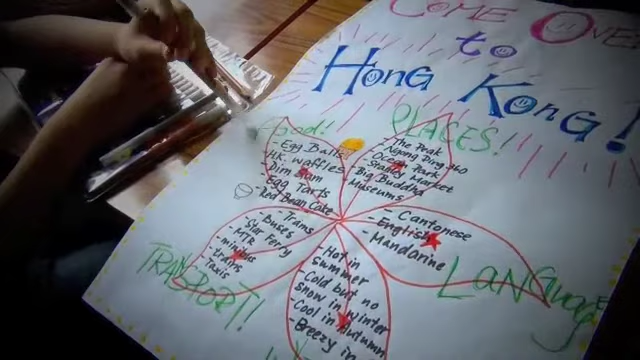 COME OVE
to
HONG KONG!
Food!
- Egg Balls
- H.K. waffles
- Dim Sum
- Egg Tarts
- Red Bean Cake
PLACES!
- The Peak
- Ngong Ping 360
- Ocean Park
- Stanley Market
- Big Buddha
- Museums
- Cantonese
- English
- Mandarine
LANGUAGE
- Trams
- Buses
- Star Ferry
- MTR
- minibus
- trains
- Taxis
TRANSPORT!
- Hot in
Summer
- Cold but no
Snow in winter
- Cool in Autumn
- Breezy in